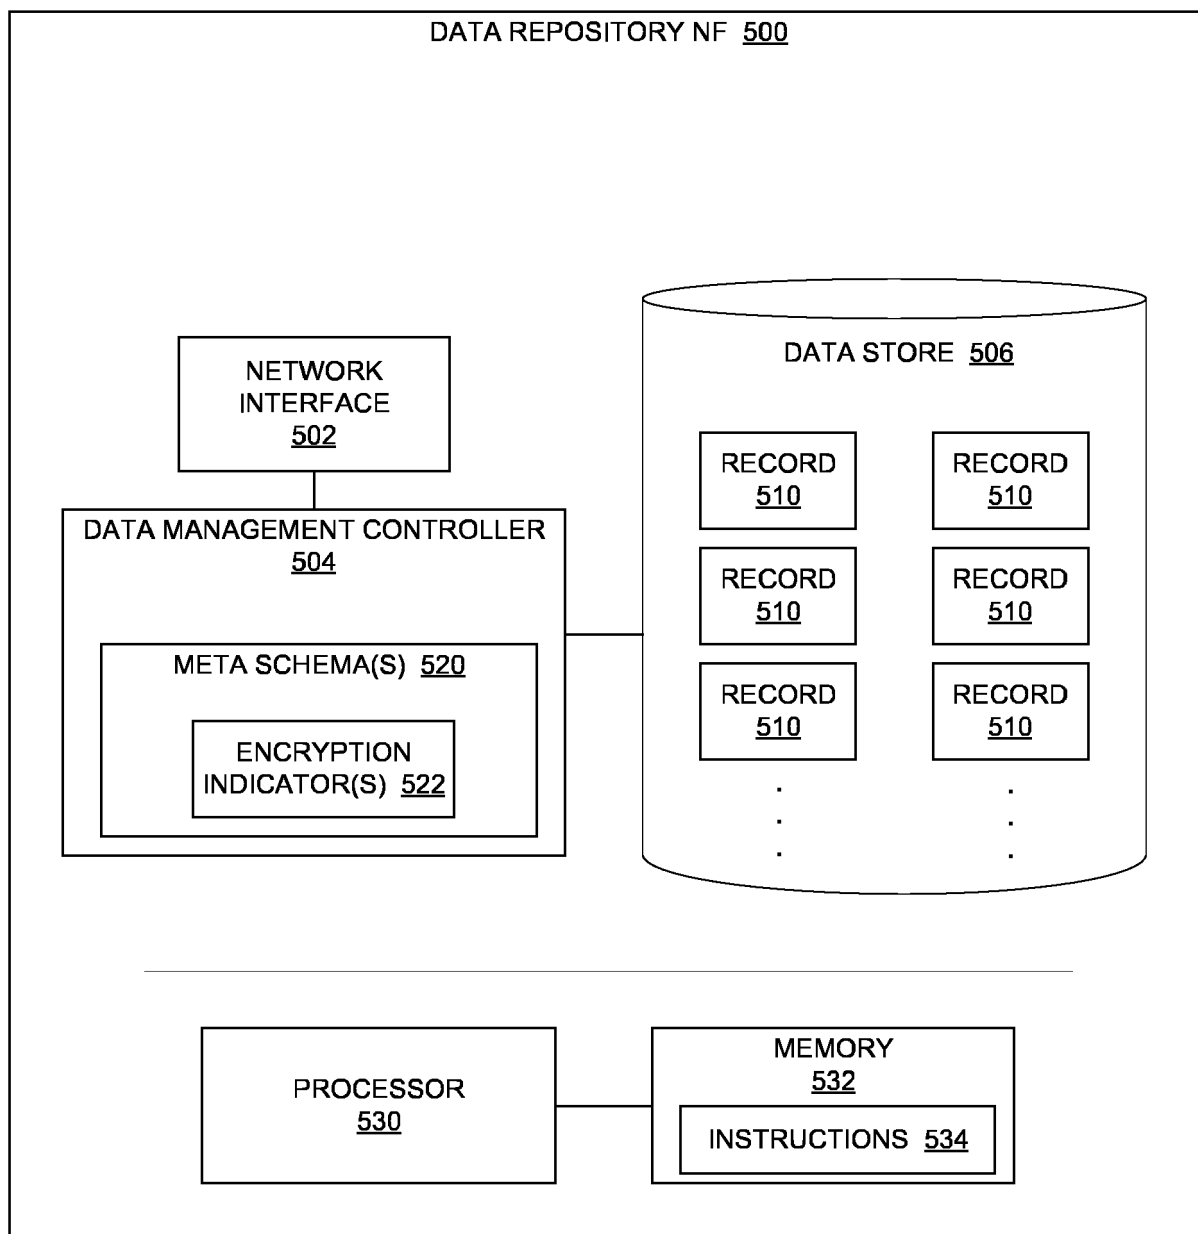 DATA REPOSITORY NF 500
NETWORK
INTERFACE
502
DATA MANAGEMENT CONTROLLER
504
META SCHEMA(S) 520
ENCRYPTION
INDICATOR(S) 522
DATA STORE 506
RECORD
510
RECORD
510
RECORD
510
RECORD
510
RECORD
510
RECORD
510
PROCESSOR
530
MEMORY
532
INSTRUCTIONS 534